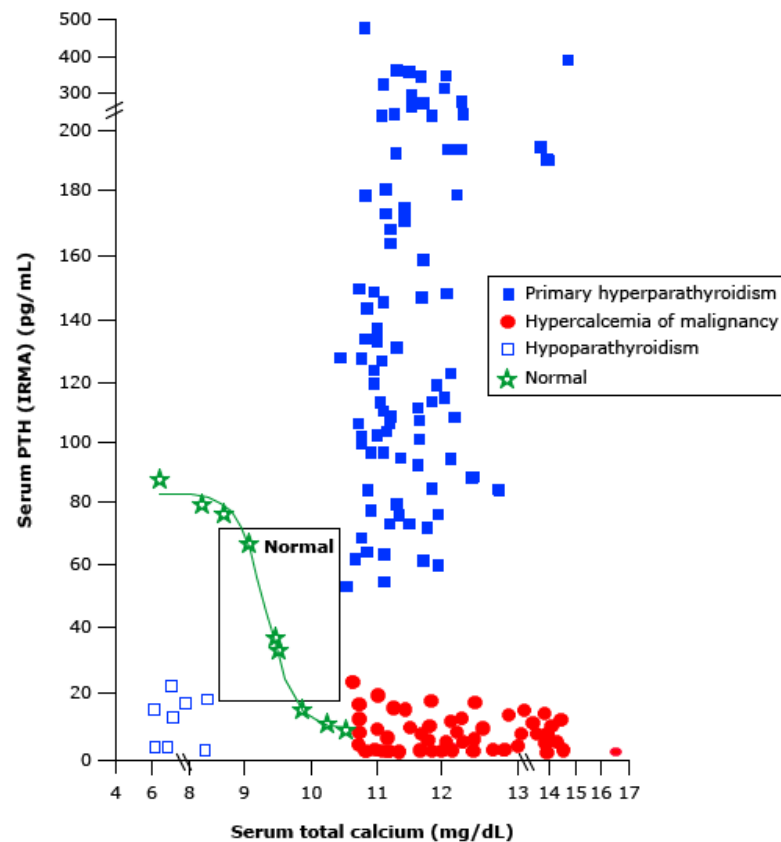 500
400
300
200
180
160
140
120
100
80
60
40
20
0
Serum PTH (IRMA) (pg/mL)
Primary hyperparathyroidism
Hypercalcemia of malignancy
Hypoparathyroidism
Normal
Normal
4 6 8 9 10 11 12 13 14 15 16 17
Serum total calcium (mg/dL)